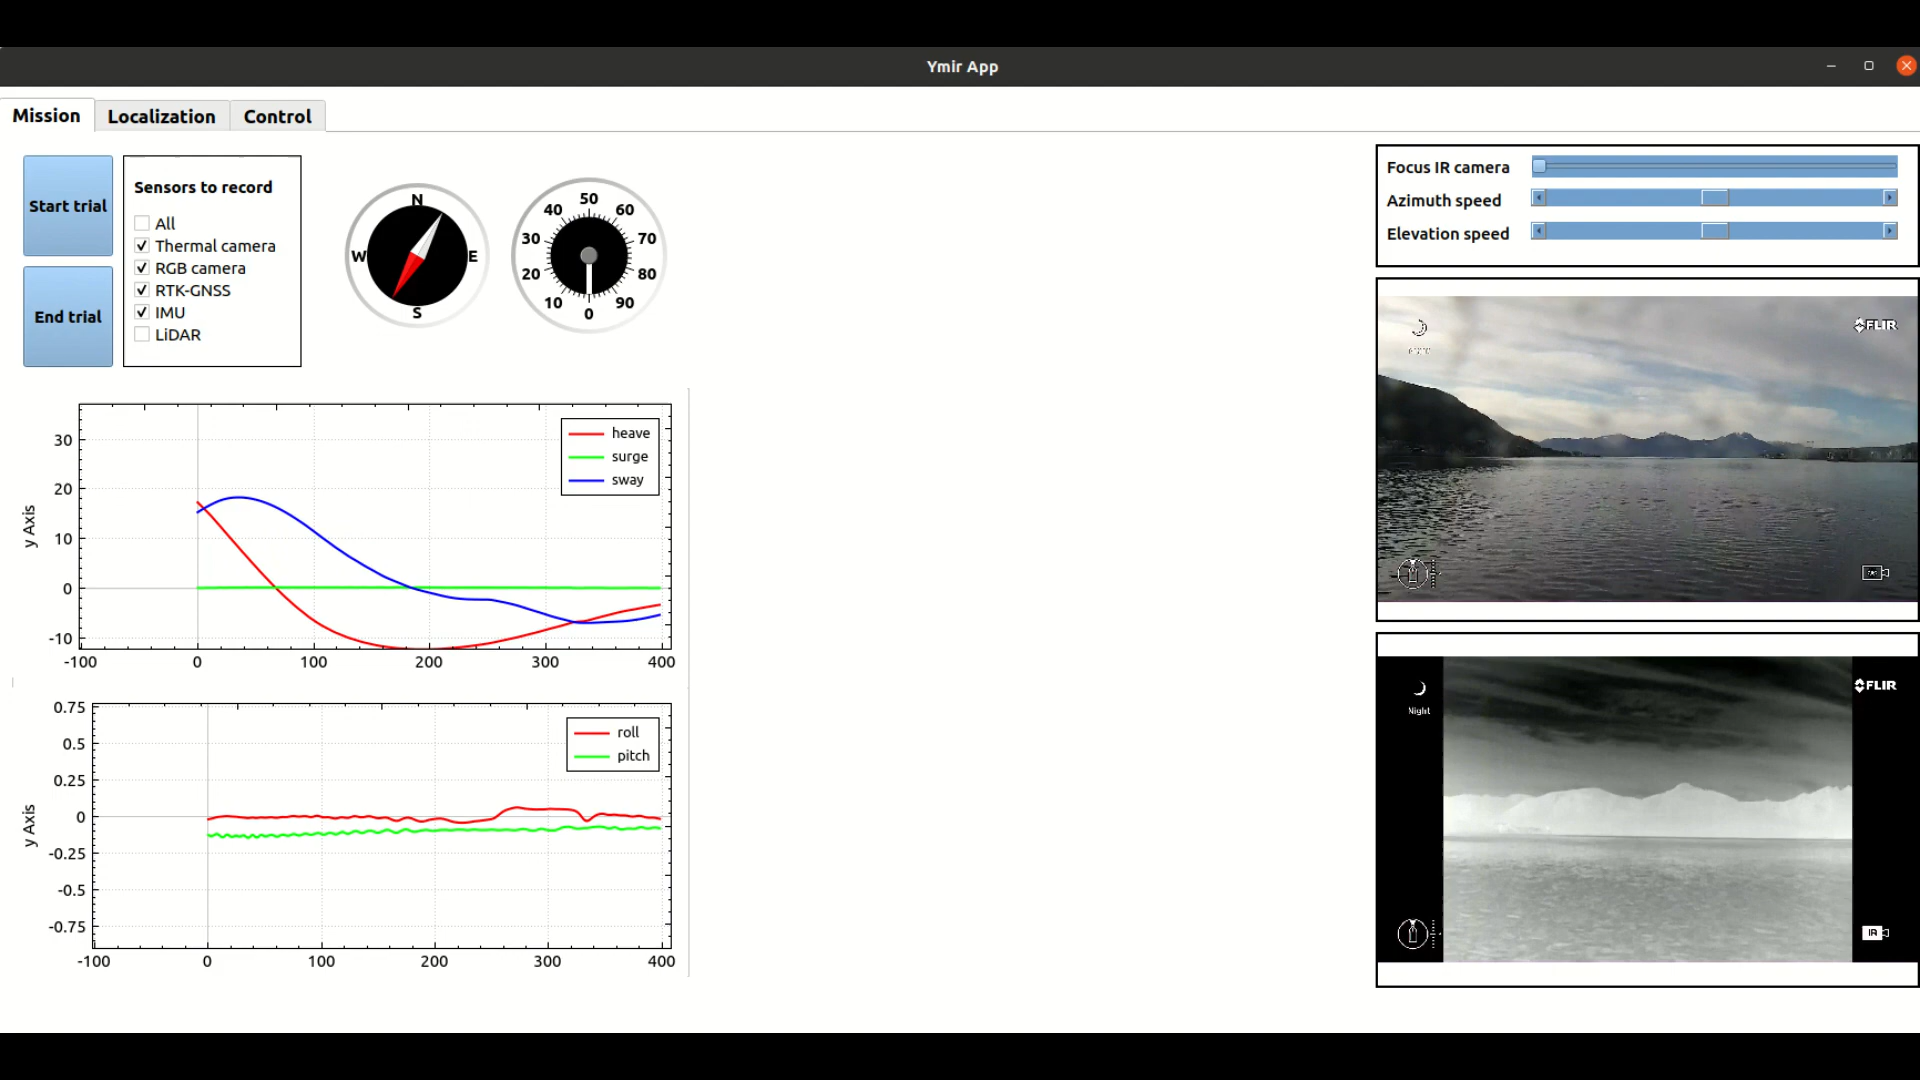 Ymir App
Mission
Localization
Control
Start trial
End trial
Sensors to record
All
Thermal camera
RGB camera
RTK-GNSS
IMU
LiDAR
N
W
E
S
50
40
60
30
70
20
80
10
90
0
Focus IR camera
Azimuth speed
Elevation speed
FLIR
y Axis
30
20
10
0
-10
-100
0
100
200
300
400
heave
surge
sway
FLIR
Night
IR
y Axis
0.75
0.5
0.25
0
-0.25
-0.5
-0.75
-100
0
100
200
300
400
roll
pitch